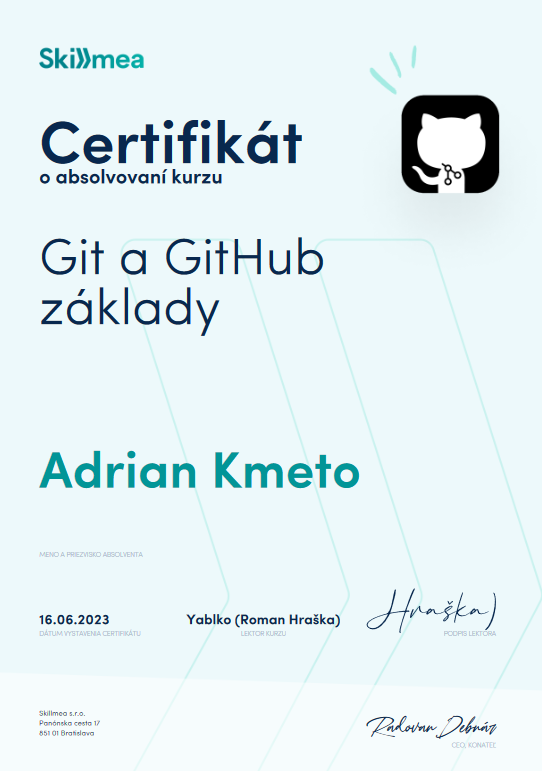 Skillmea
Certifikát
o absolvovaní kurzu
Git a GitHub
základy
Adrian Kmeto
MENO A PRIEZVISKO ABSOLVENTA
16.06.2023
Yablko (Roman Hraška)
Hraška)
DÁTUM VYSTAVENIA CERTIFIKÁTU
LEKTOR KURZU
PODPIS LEKTORA
Skillmea s.r.o.
Panónska cesta 17
851 01 Bratislava
Radovan Debnár
CEO, KONATEĽ